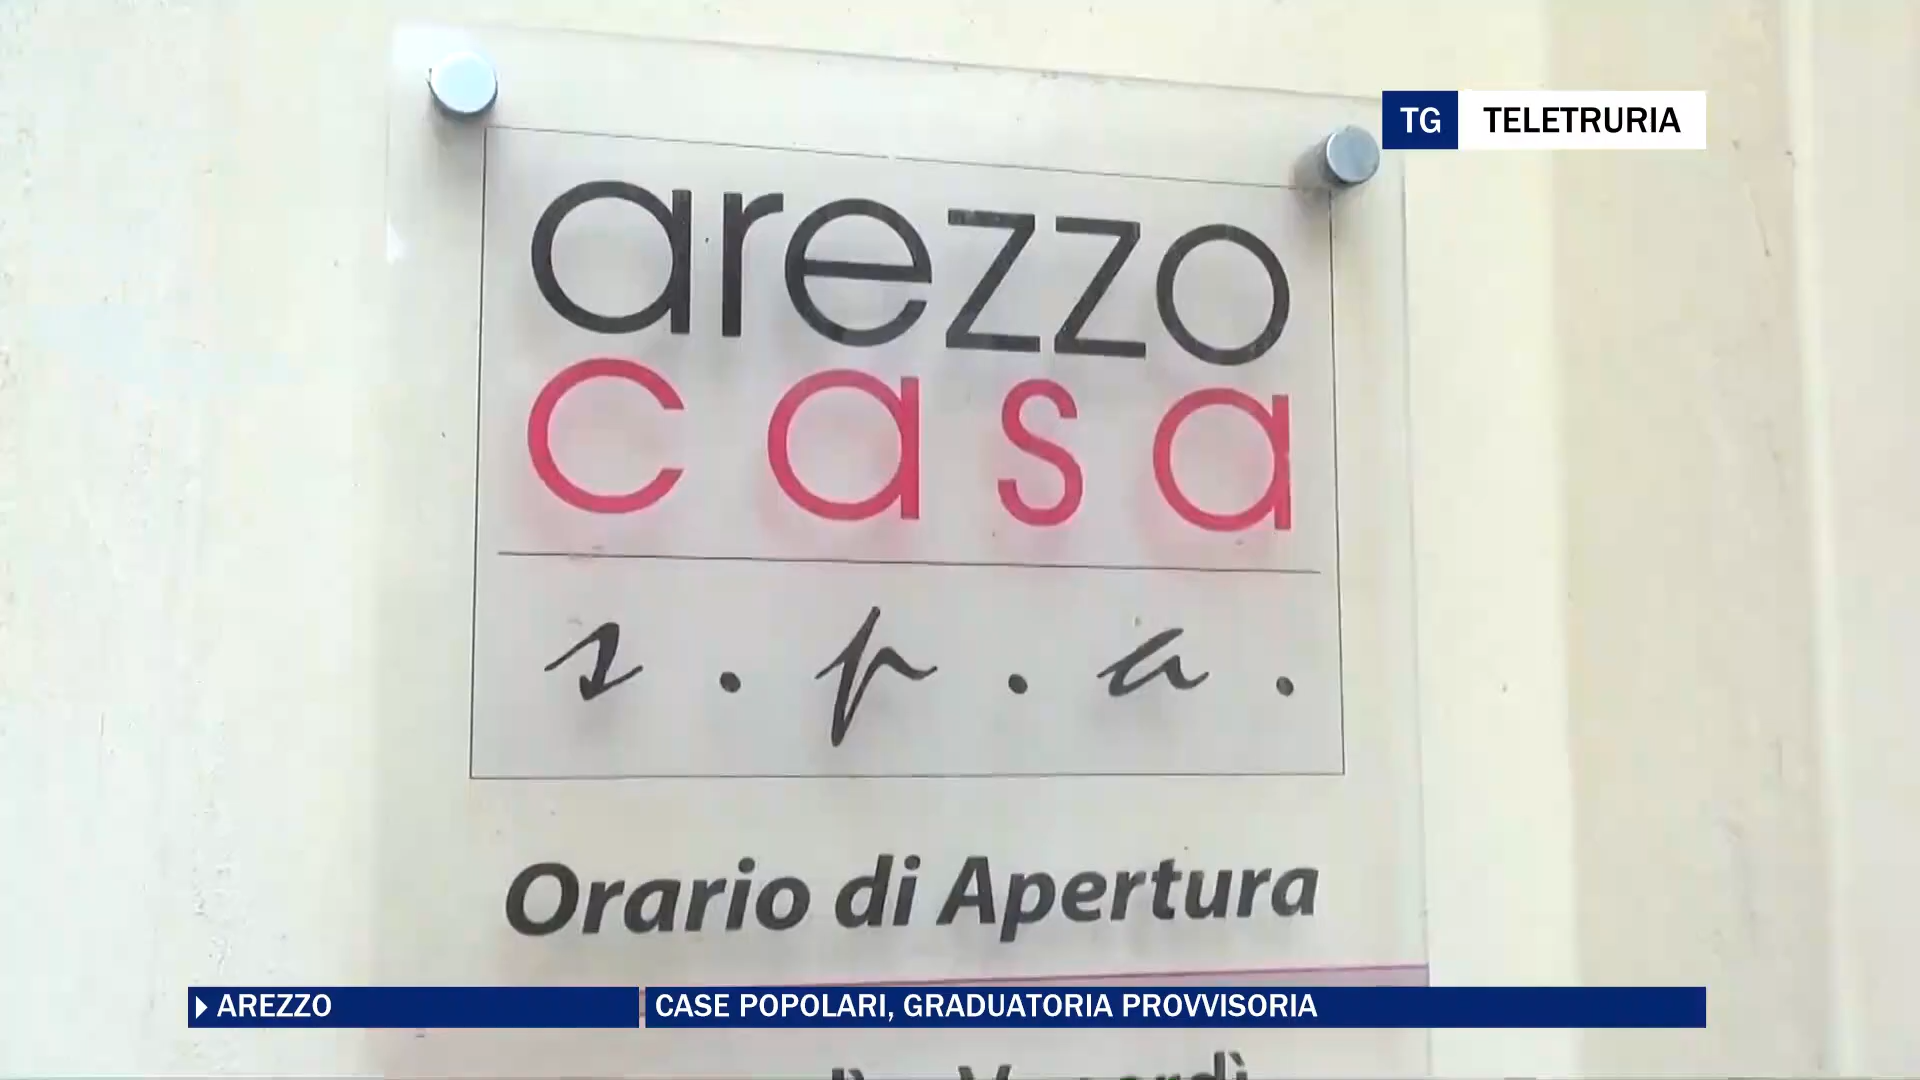 TG TELETRURIA
arezzo
casa
s.p.a.
Orario di Apertura
AREZZO
CASE POPOLARI, GRADUATORIA PROVVISORIA